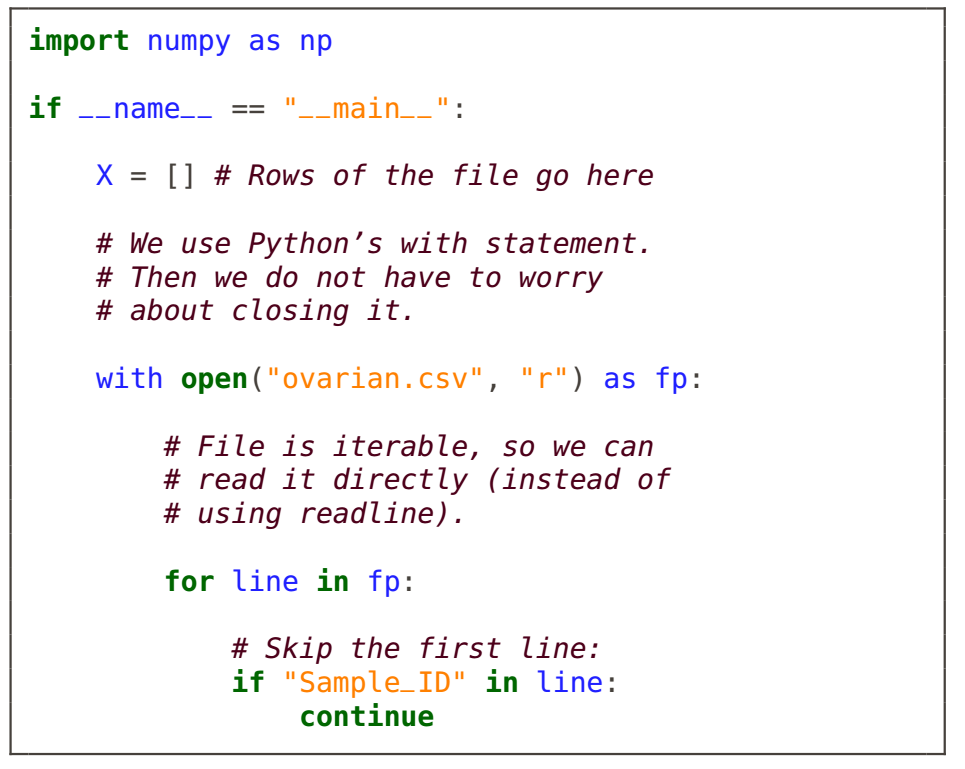 import numpy as np
if __name__ == "__main__":
    X = [] # Rows of the file go here
    # We use Python’s with statement.
    # Then we do not have to worry
    # about closing it.
    with open("ovarian.csv", "r") as fp:
        # File is iterable, so we can
        # read it directly (instead of
        # using readline).
        for line in fp:
            # Skip the first line:
            if "Sample_ID" in line:
                continue